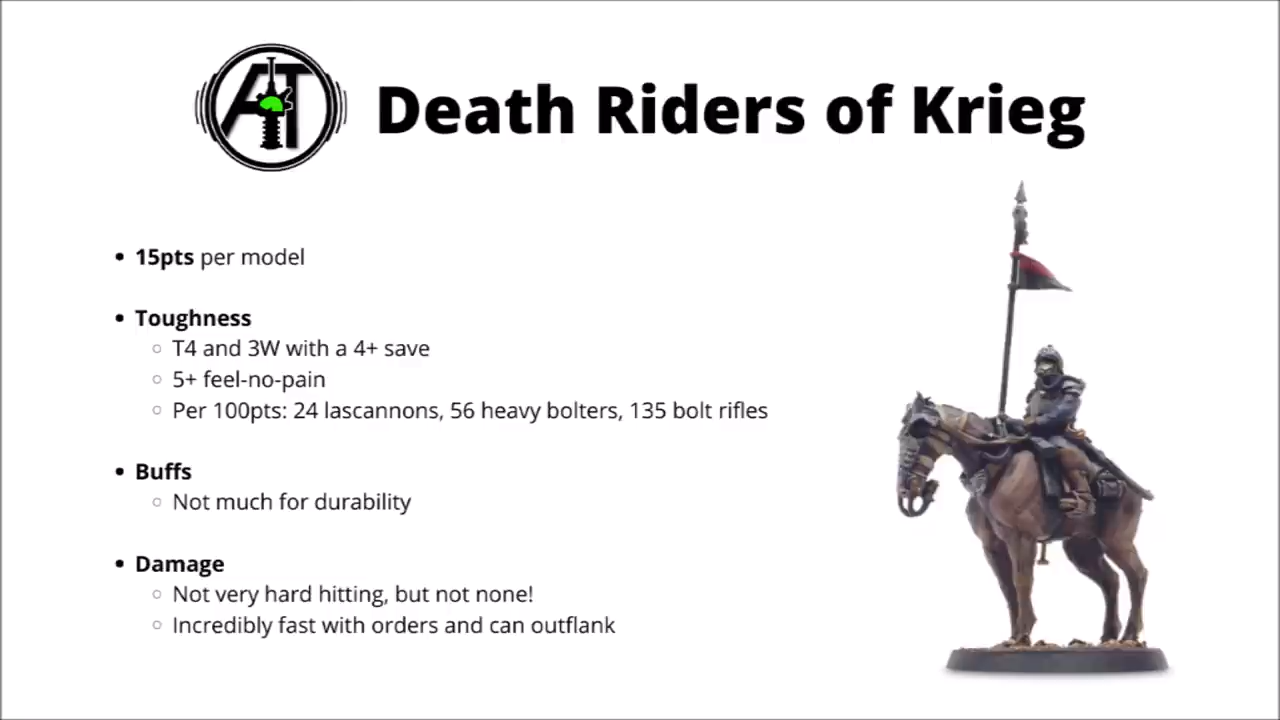 AT
Death Riders of Krieg
• 15pts per model
• Toughness
○ T4 and 3W with a 4+ save
○ 5+ feel-no-pain
○ Per 100pts: 24 lascannons, 56 heavy bolters, 135 bolt rifles
• Buffs
○ Not much for durability
• Damage
○ Not very hard hitting, but not none!
○ Incredibly fast with orders and can outflank